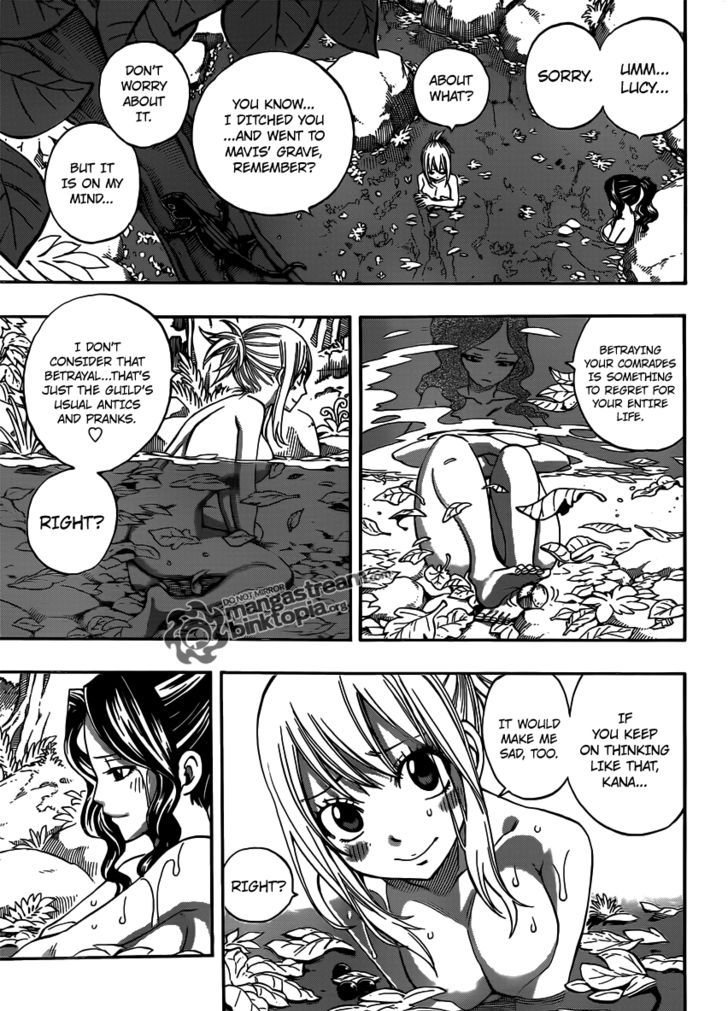 UMM...
LUCY...
SORRY.
ABOUT
WHAT?
YOU KNOW...
I DITCHED YOU
...AND WENT TO
MAVIS' GRAVE,
REMEMBER?
DON'T
WORRY
ABOUT
IT.
BUT IT
IS ON MY
MIND...
BETRAYING
YOUR COMRADES
IS SOMETHING
TO REGRET FOR
YOUR ENTIRE
LIFE.
I DON'T
CONSIDER THAT
BETRAYAL...THAT'S
JUST THE GUILD'S
USUAL ANTICS
AND PRANKS.
♡
RIGHT?
DO NOT MIRROR
mangastream.com
binktopia.org
IF
YOU KEEP
ON THINKING
LIKE THAT,
KANA...
IT WOULD
MAKE ME
SAD, TOO.
RIGHT?